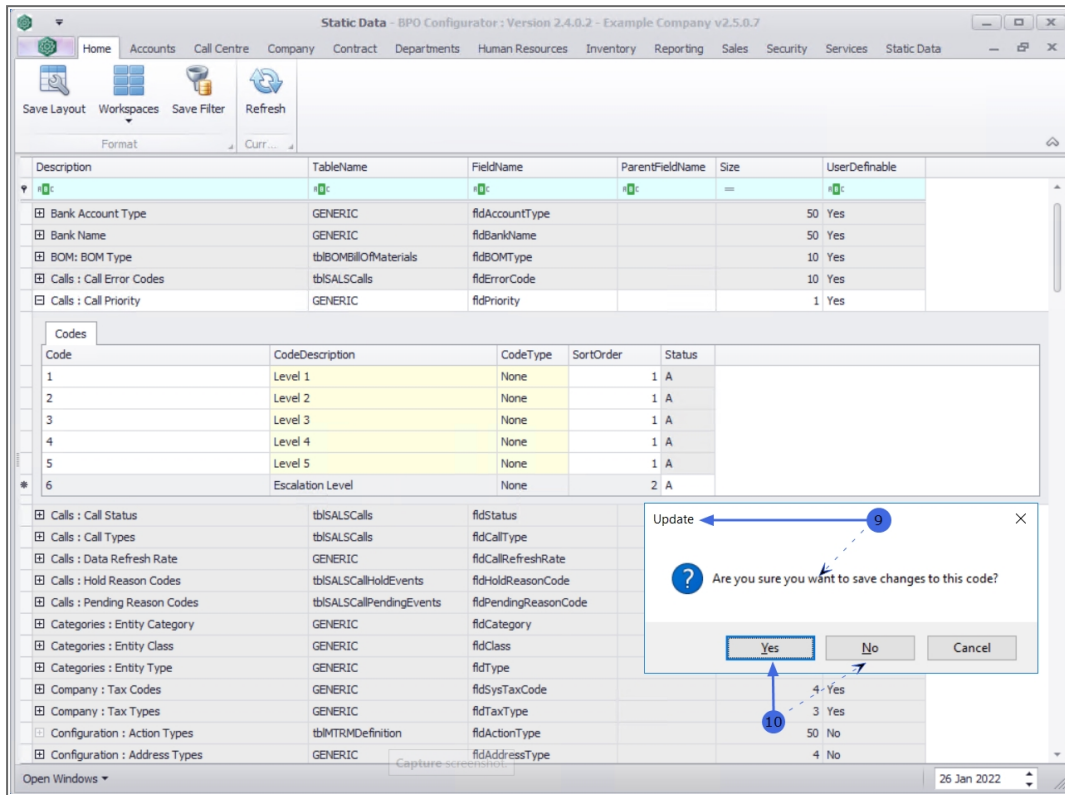 Static Data - BPO Configurator : Version 2.4.0.2 - Example Company v2.5.0.7
Home Accounts Call Centre Company Contract Departments Human Resources Inventory Reporting Sales Security Services Static Data
Save Layout Workspaces Save Filter Refresh
Format Curr...
Description TableName FieldName ParentFieldName Size UserDefinable
Bank Account Type GENERIC fldAccountType 50 Yes
Bank Name GENERIC fldBankName 50 Yes
BOM: BOM Type tblBOMBillOfMaterials fldBOMType 10 Yes
Calls : Call Error Codes tblSALSCalls fldErrorCode 10 Yes
Calls : Call Priority GENERIC fldPriority 1 Yes
Codes
Code CodeDescription CodeType SortOrder Status
1 Level 1 None 1 A
2 Level 2 None 1 A
3 Level 3 None 1 A
4 Level 4 None 1 A
5 Level 5 None 1 A
6 Escalation Level None 2 A
Calls : Call Status tblSALSCalls fldStatus
Calls : Call Types tblSALSCalls fldCallType
Calls : Data Refresh Rate GENERIC fldCallRefreshRate
Calls : Hold Reason Codes tblSALSCallHoldEvents fldHoldReasonCode
Calls : Pending Reason Codes tblSALSCallPendingEvents fldPendingReasonCode
Categories : Entity Category GENERIC fldCategory
Categories : Entity Class GENERIC fldClass
Categories : Entity Type GENERIC fldType
Company : Tax Codes GENERIC fldSysTaxCode 4 Yes
Company : Tax Types GENERIC fldTaxType 3 Yes
Configuration : Action Types tblMTRMDefinition fldActionType 50 No
Configuration : Address Types GENERIC fldAddressType 4 No
Update 9
Are you sure you want to save changes to this code?
Yes No Cancel
10
Capture screenshot.
Open Windows 26 Jan 2022